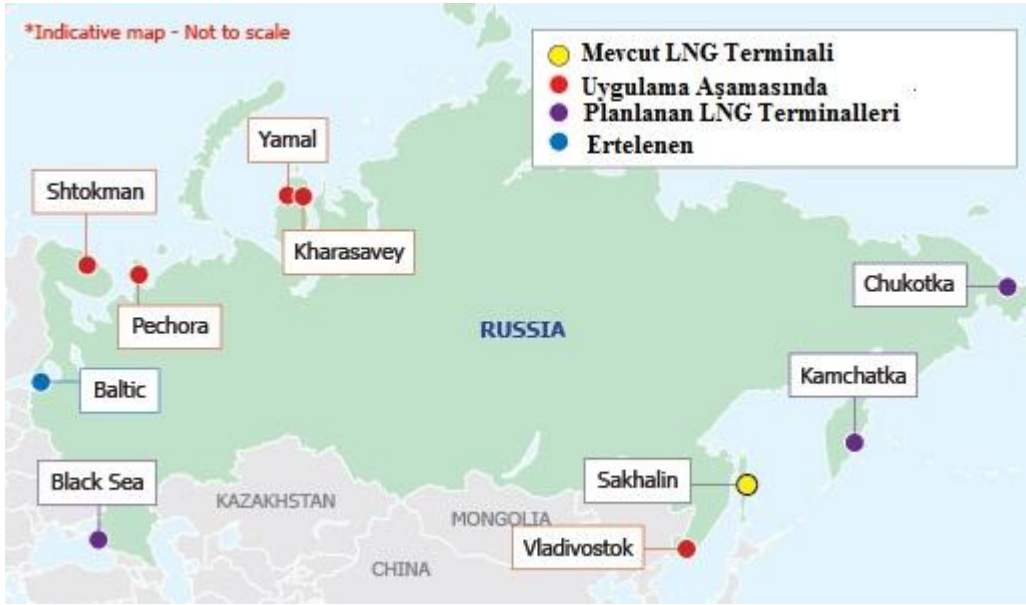 *Indicative map - Not to scale
Mevcut LNG Terminali
Uygulama Aşamasında
Planlanan LNG Terminalleri
Ertelenen
Yamal
Shtokman
Kharasavey
Chukotka
Pechora
RUSSIA
Baltic
Kamchatka
Black Sea
Sakhalin
KAZAKHSTAN
MONGOLIA
Vladivostok
CHINA